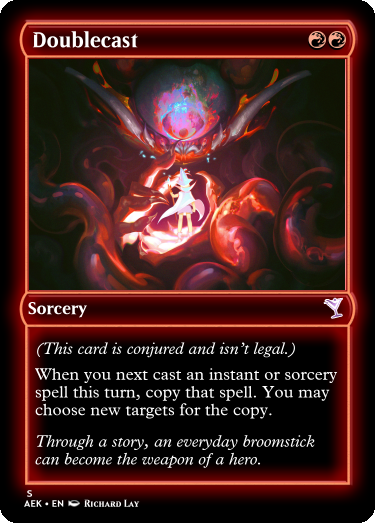 Doublecast
Sorcery
(This card is conjured and isn't legal.)
When you next cast an instant or sorcery
spell this turn, copy that spell. You may
choose new targets for the copy.
Through a story, an everyday broomstick
can become the weapon of a hero.
S
AEK • EN Richard Lay